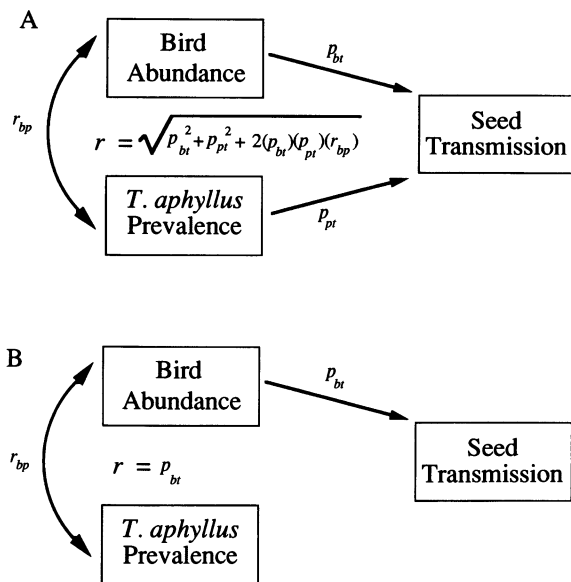 A
Bird
Abundance
p_bt
r_bp
r = √(p_bt² + p_pt² + 2(p_bt)(p_pt)(r_bp))
Seed
Transmission
T. aphyllus
Prevalence
p_pt
B
Bird
Abundance
p_bt
r_bp
r = p_bt
Seed
Transmission
T. aphyllus
Prevalence